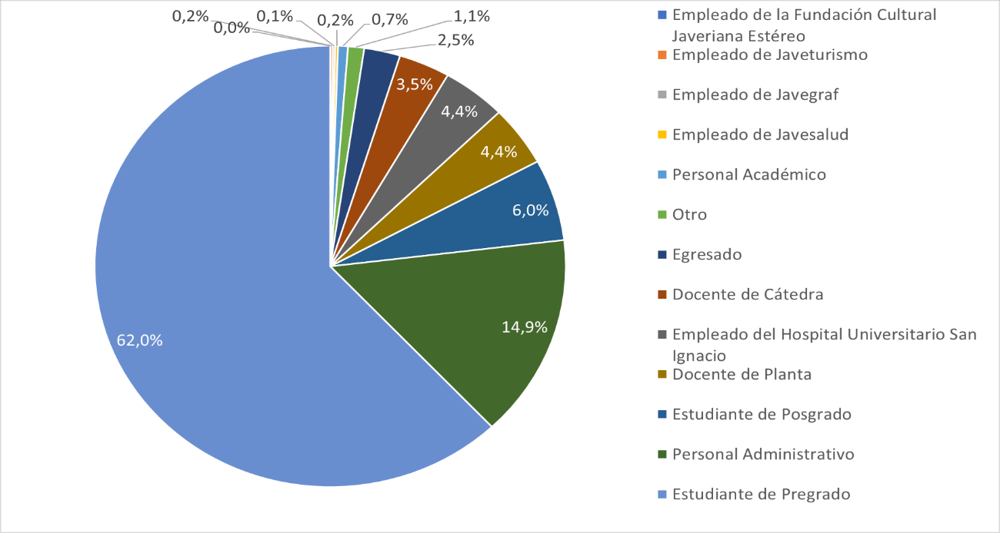 0,2%
0,0%
0,1%
0,2%
0,7%
1,1%
2,5%
3,5%
4,4%
4,4%
6,0%
14,9%
62,0%
Empleado de la Fundación Cultural
Javeriana Estéreo
Empleado de Javeturismo
Empleado de Javegraf
Empleado de Javesalud
Personal Académico
Otro
Egresado
Docente de Cátedra
Empleado del Hospital Universitario San
Ignacio
Docente de Planta
Estudiante de Posgrado
Personal Administrativo
Estudiante de Pregrado